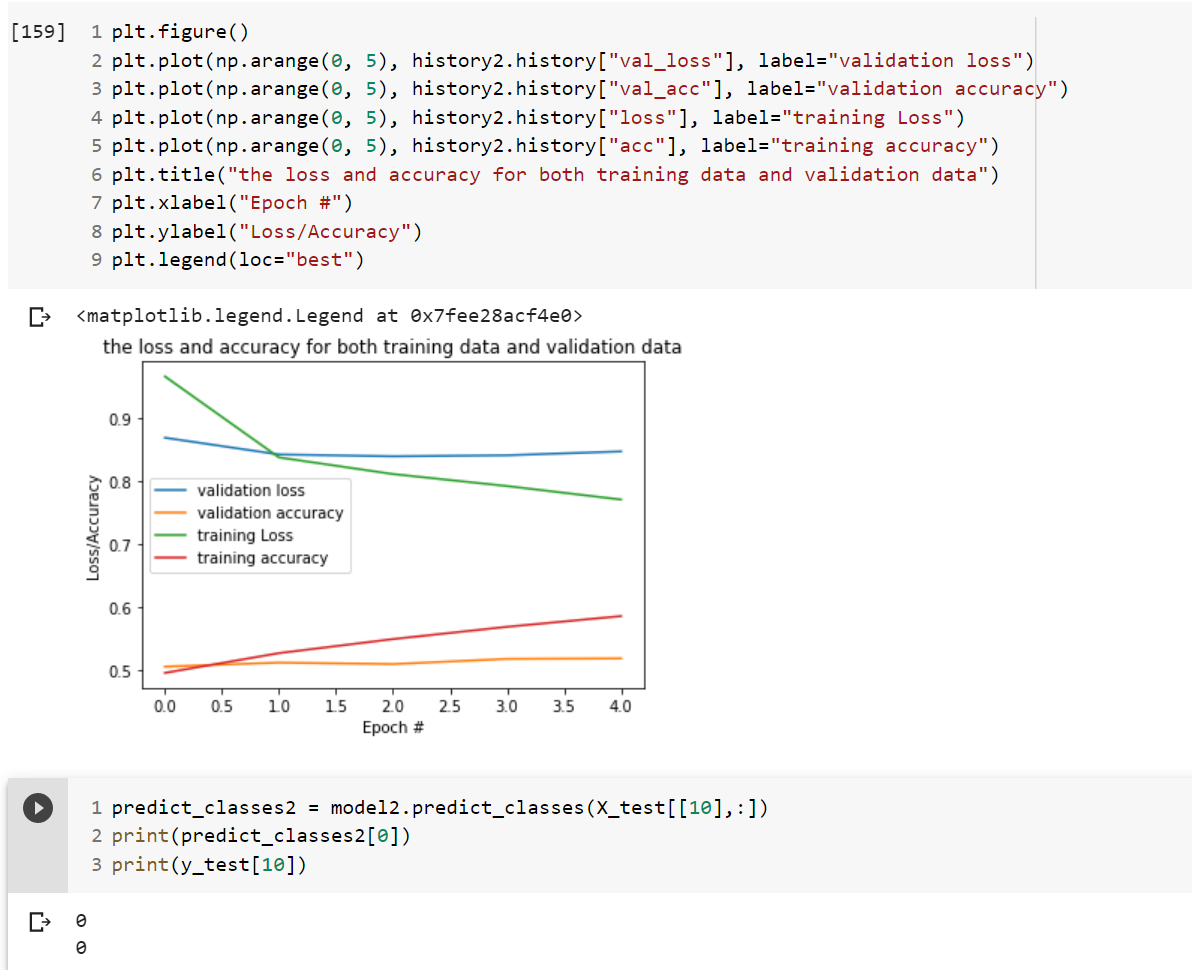 [159] 1 plt.figure()
2 plt.plot(np.arange(0, 5), history2.history["val_loss"], label="validation loss")
3 plt.plot(np.arange(0, 5), history2.history["val_acc"], label="validation accuracy")
4 plt.plot(np.arange(0, 5), history2.history["loss"], label="training Loss")
5 plt.plot(np.arange(0, 5), history2.history["acc"], label="training accuracy")
6 plt.title("the loss and accuracy for both training data and validation data")
7 plt.xlabel("Epoch #")
8 plt.ylabel("Loss/Accuracy")
9 plt.legend(loc="best")
<matplotlib.legend.Legend at 0x7fee28acf4e0>
the loss and accuracy for both training data and validation data
0.9
0.8
0.7
0.6
0.5
Loss/Accuracy
validation loss
validation accuracy
training Loss
training accuracy
0.0 0.5 1.0 1.5 2.0 2.5 3.0 3.5 4.0
Epoch #
1 predict_classes2 = model2.predict_classes(X_test[[10],:])
2 print(predict_classes2[0])
3 print(y_test[10])
0
0